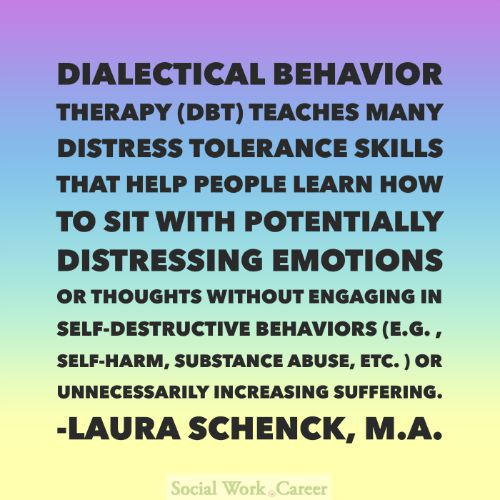 DIALECTICAL BEHAVIOR
THERAPY (DBT) TEACHES MANY
DISTRESS TOLERANCE SKILLS
THAT HELP PEOPLE LEARN HOW
TO SIT WITH POTENTIALLY
DISTRESSING EMOTIONS
OR THOUGHTS WITHOUT ENGAGING IN
SELF-DESTRUCTIVE BEHAVIORS (E.G. ,
SELF-HARM, SUBSTANCE ABUSE, ETC. ) OR
UNNECESSARILY INCREASING SUFFERING.
-LAURA SCHENCK, M.A.
Social Work.Career